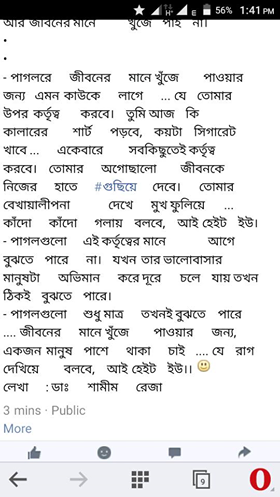 56% 1:41 PM
আর জীবনের মানে খুঁজে পাই না।
•
•
- পাগলরে জীবনের মানে খুঁজে পাওয়ার
জন্য এমন কাউকে লাগে ... যে তোমার
উপর কর্তৃত্ব করবে। তুমি আজ কি
কালারের শার্ট পড়বে, কয়টা সিগারেট
খাবে ... একেবারে সবকিছুতেই কর্তৃত্ব
করবে। তোমার অগোছালো জীবনকে
নিজের হাতে #গুছিয়ে দেবে। তোমার
বেখায়ালীপনা দেখে মুখ ফুলিয়ে ...
কাঁদো কাঁদো গলায় বলবে, আই হেইট ইউ।
- পাগলগুলো এই কর্তৃত্বের মানে আগে
বুঝতে পারে না। যখন তার ভালোবাসার
মানুষটা অভিমান করে দূরে চলে যায় তখন
ঠিকই বুঝতে পারে।
- পাগলগুলো শুধু মাত্র তখনই বুঝতে পারে
.... জীবনের মানে খুঁজে পাওয়ার জন্য,
একজন মানুষ পাশে থাকা চাই .... যে রাগ
দেখিয়ে বলবে, আই হেইট ইউ।। 🙂
লেখা : ডাঃ শামীম রেজা
3 mins · Public
More
9